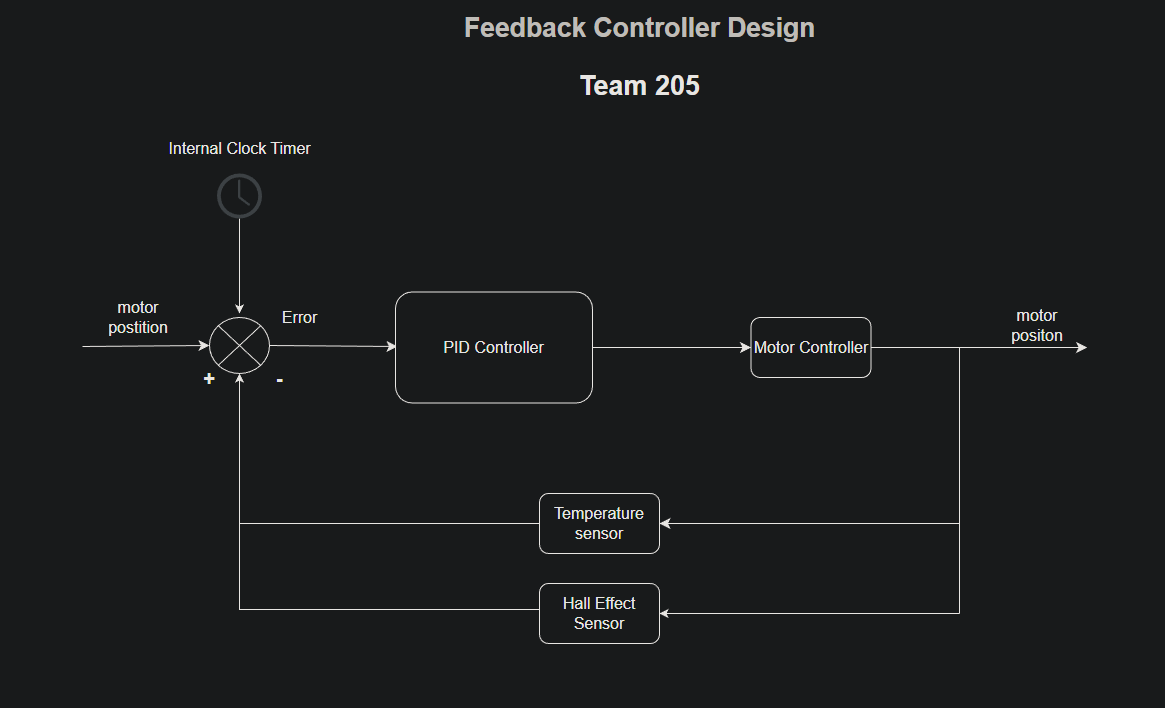 Feedback Controller Design
Team 205
Internal Clock Timer
motor
postition
Error
PID Controller
Motor Controller
motor
positon
+
-
Temperature
sensor
Hall Effect
Sensor